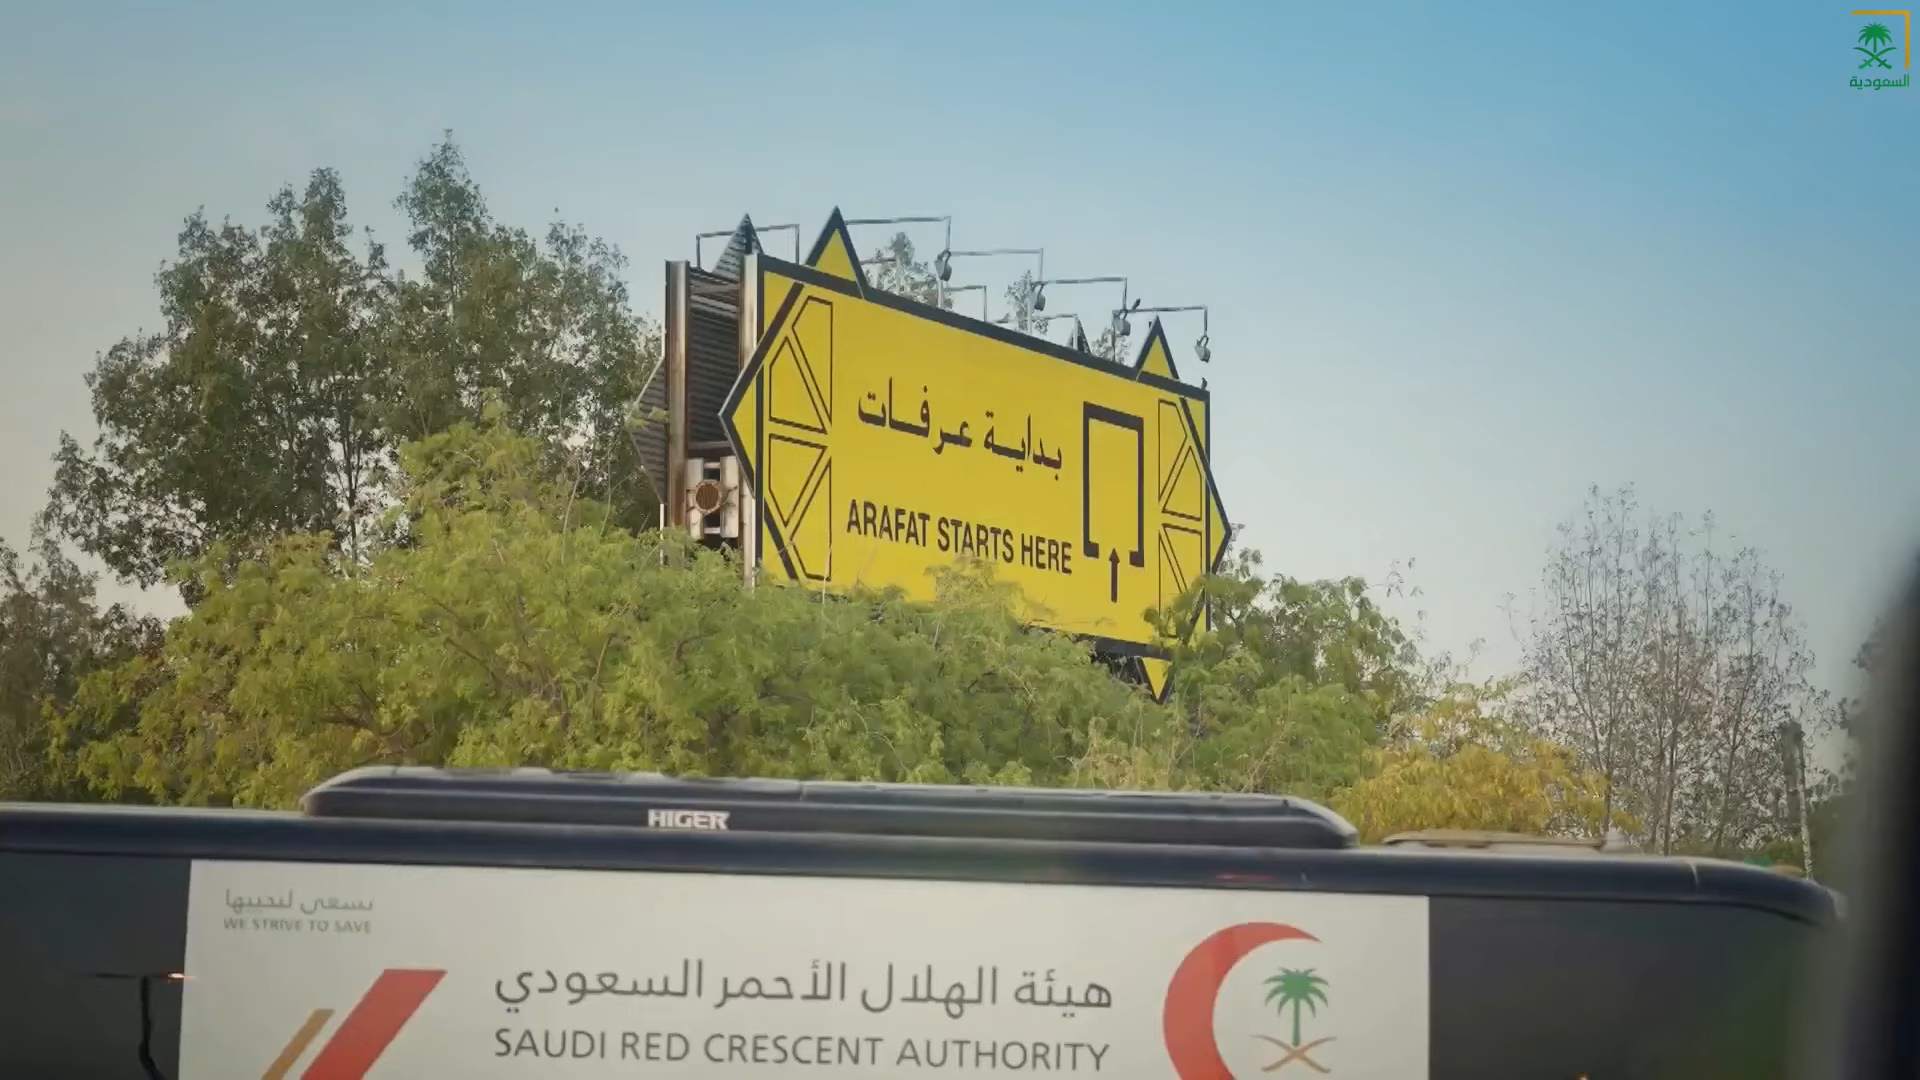 السعودية
بداية عرفات
ARAFAT STARTS HERE
HIGER
نسعى لنحييها
WE STRIVE TO SAVE
هيئة الهلال الأحمر السعودي
SAUDI RED CRESCENT AUTHORITY